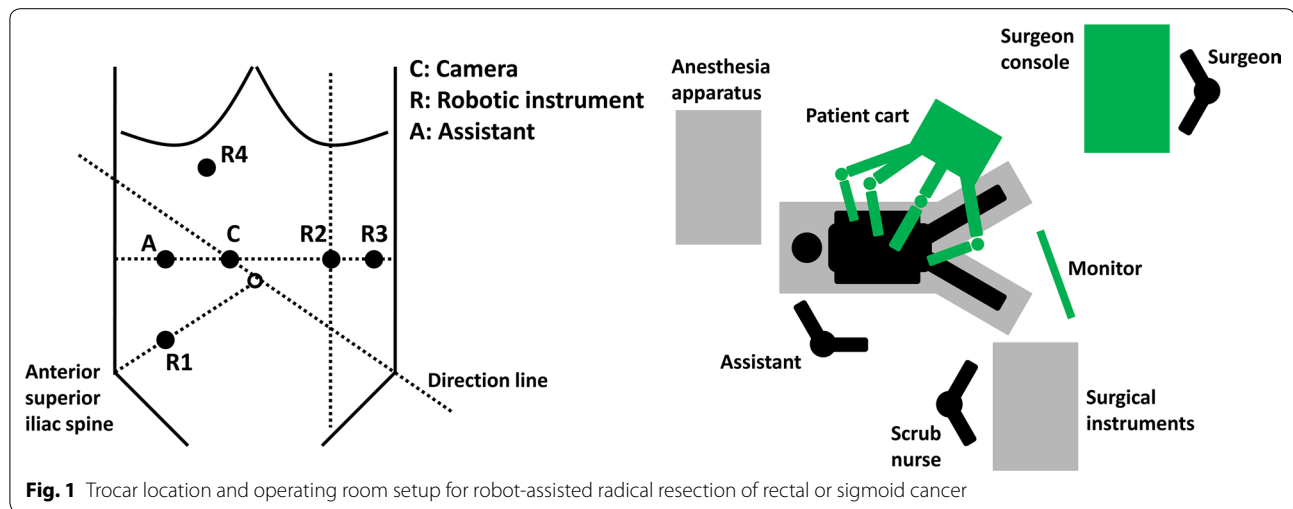 C: Camera
R: Robotic instrument
A: Assistant
R4
A
C
R2
R3
R1
Anterior
superior
iliac spine
Direction line
Anesthesia
apparatus
Patient cart
Surgeon
console
Surgeon
Monitor
Assistant
Scrub
nurse
Surgical
instruments
Fig. 1 Trocar location and operating room setup for robot-assisted radical resection of rectal or sigmoid cancer